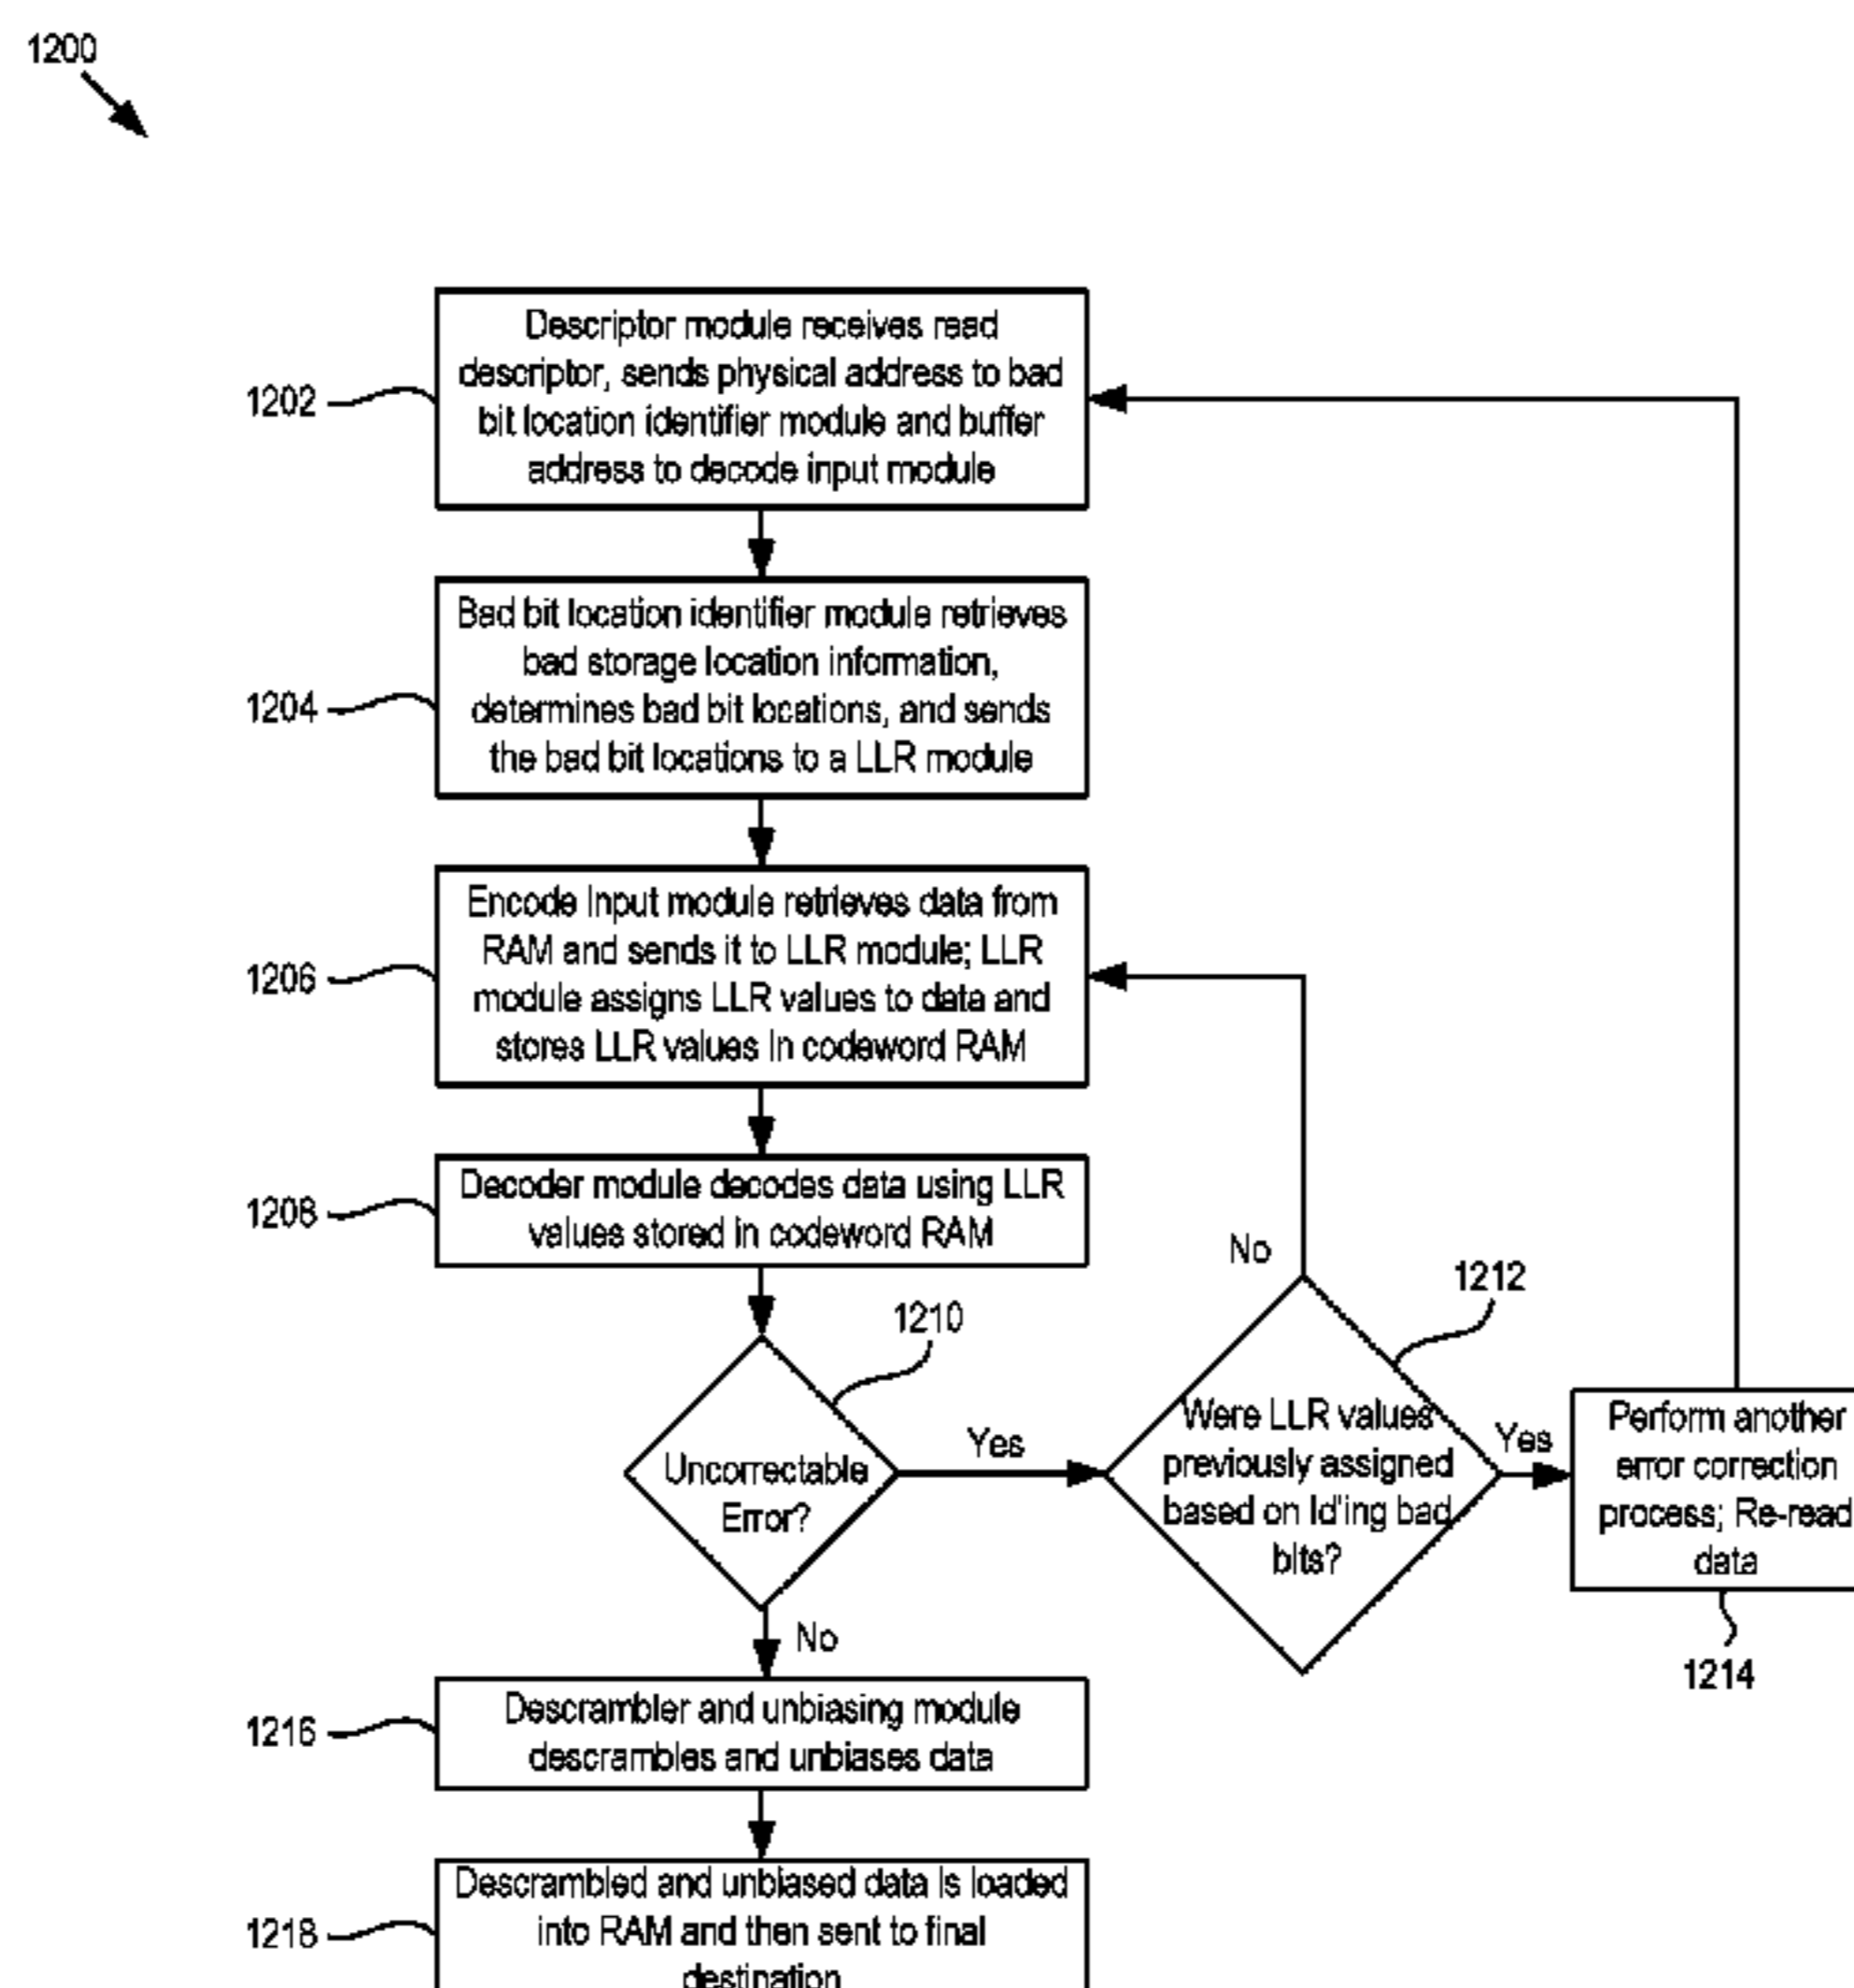 1200
Descriptor module receives read
descriptor, sends physical address to bad
bit location identifier module and buffer
address to decode input module
1202
Bad bit location identifier module retrieves
bad storage location information,
determines bad bit locations, and sends
the bad bit locations to a LLR module
1204
Encode Input module retrieves data from
RAM and sends it to LLR module; LLR
module assigns LLR values to data and
stores LLR values in codeword RAM
1206
Decoder module decodes data using LLR
values stored in codeword RAM
1208
1210
Uncorrectable
Error?
Yes
No
1212
Were LLR values
previously assigned
based on Id'ing bad
bits?
No
Yes
Perform another
error correction
process; Re-read
data
1214
Descrambler and unbiasing module
descrambles and unbiases data
1216
Descrambled and unbiased data is loaded
into RAM and then sent to final
destination
1218